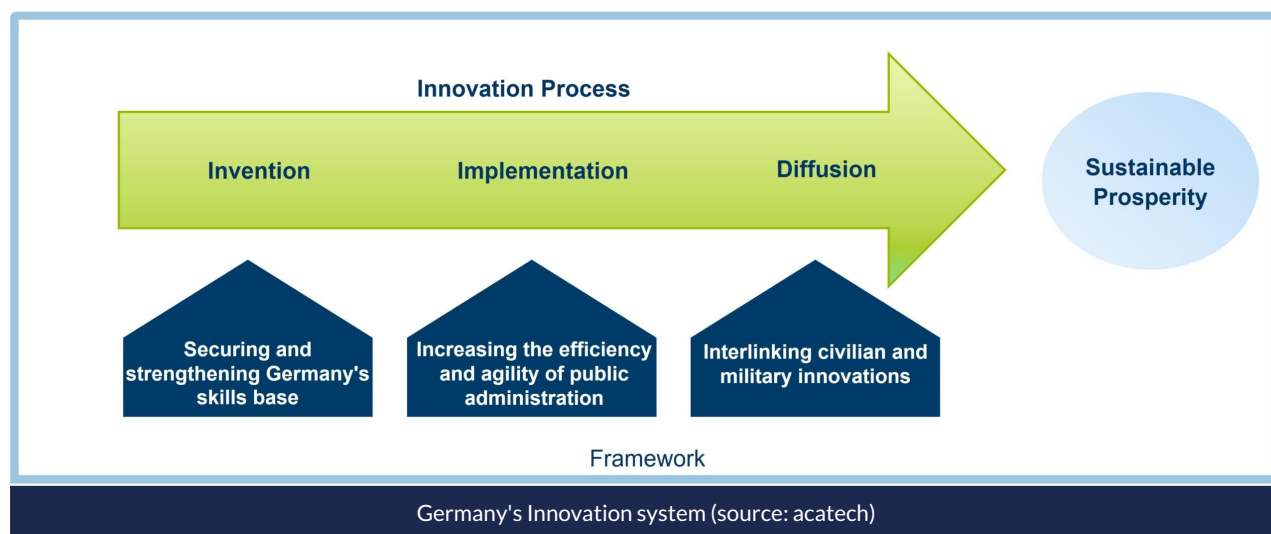 Innovation Process
Invention
Implementation
Diffusion
Sustainable
Prosperity
Securing and
strengthening Germany's
skills base
Increasing the efficiency
and agility of public
administration
Interlinking civilian and
military innovations
Framework
Germany's Innovation system (source: acatech)